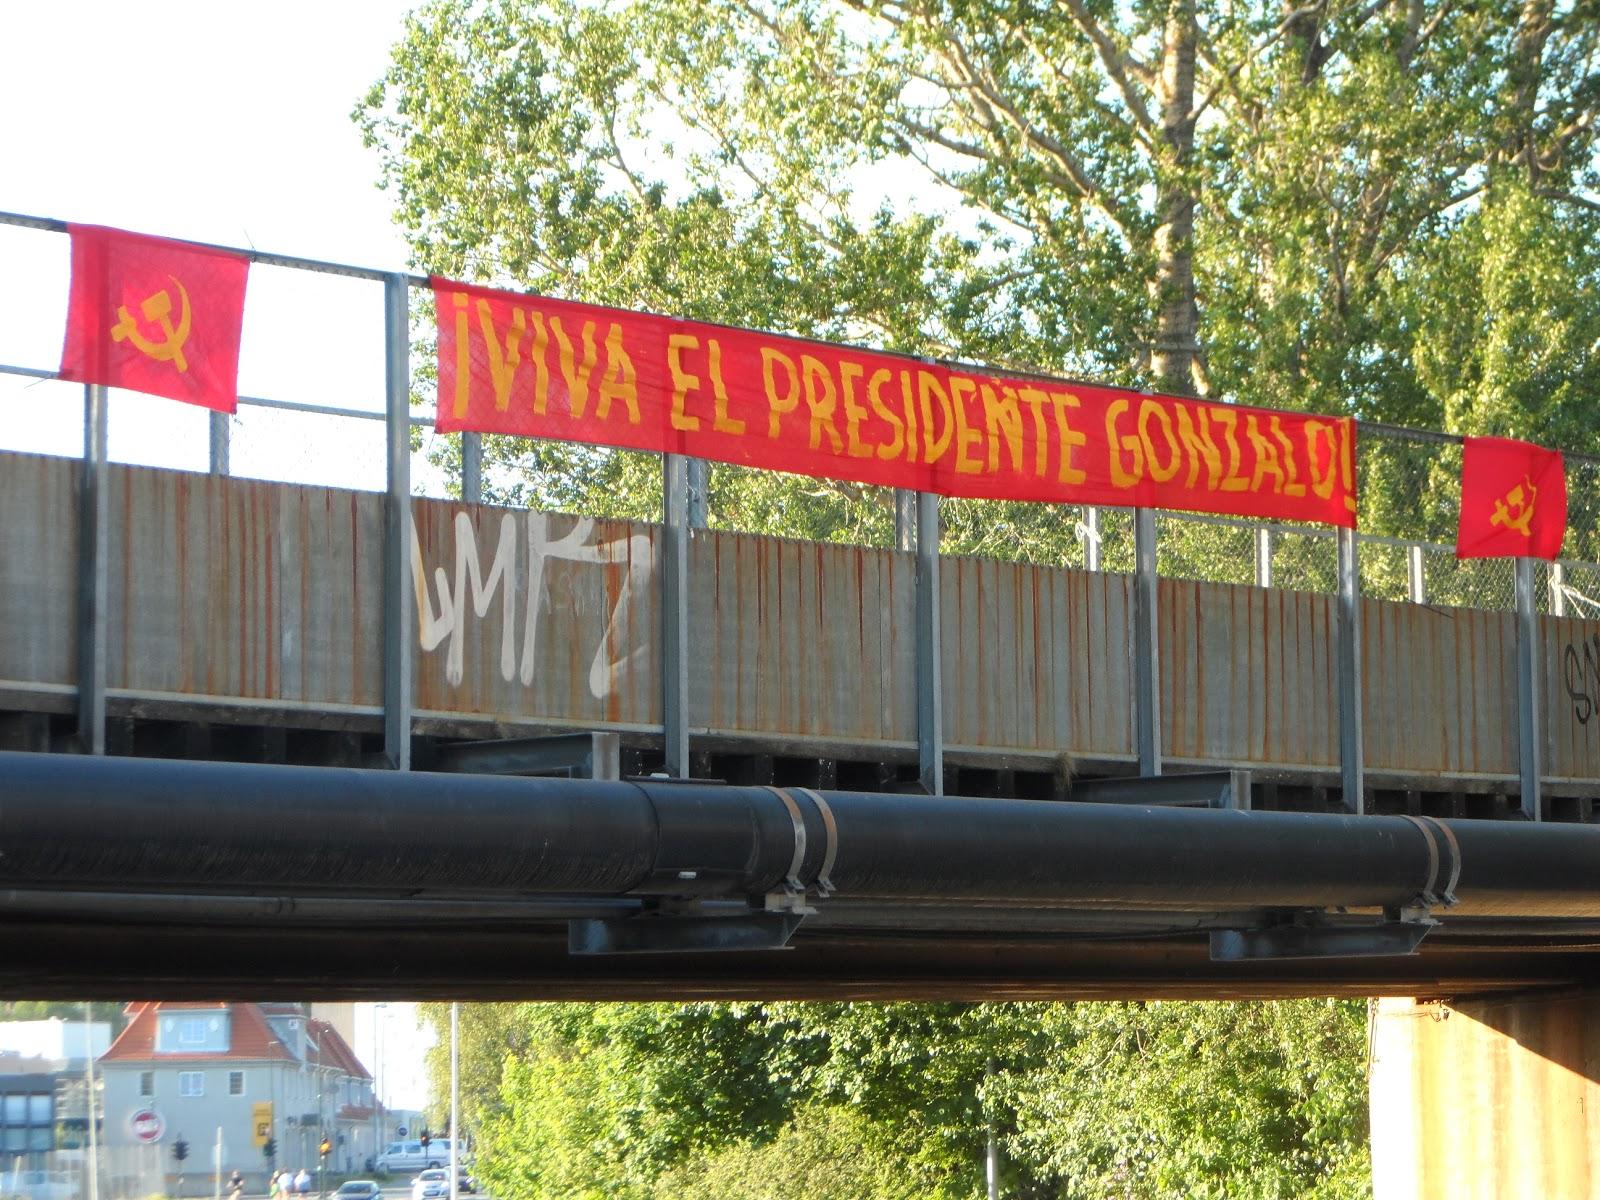 ¡VIVA EL PRESIDENTE GONZALO!